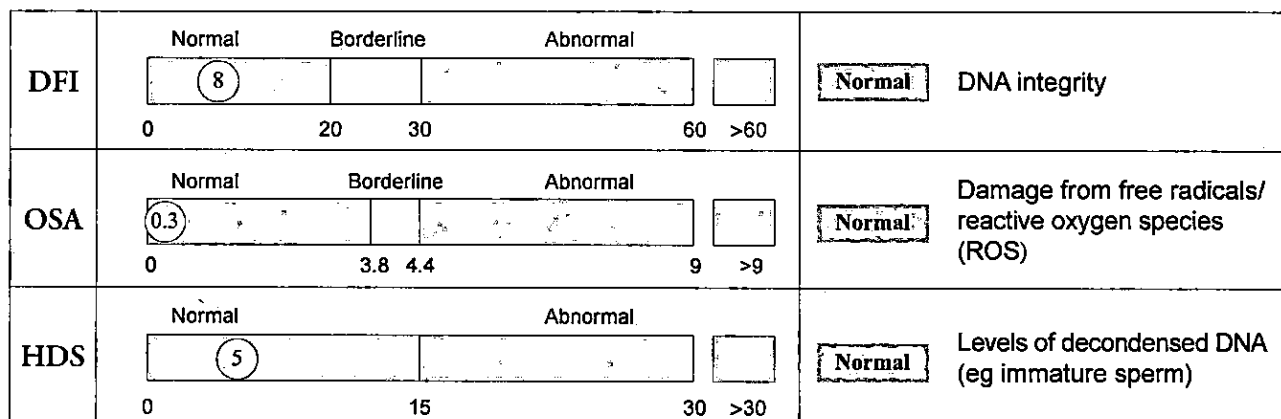 Normal Borderline Abnormal
DFI 8 Normal DNA integrity
0 20 30 60 >60
Normal Borderline Abnormal
OSA 0.3 Normal Damage from free radicals/
reactive oxygen species
(ROS)
0 3.8 4.4 9 >9
Normal Abnormal
HDS 5 Normal Levels of decondensed DNA
(eg immature sperm)
0 15 30 >30